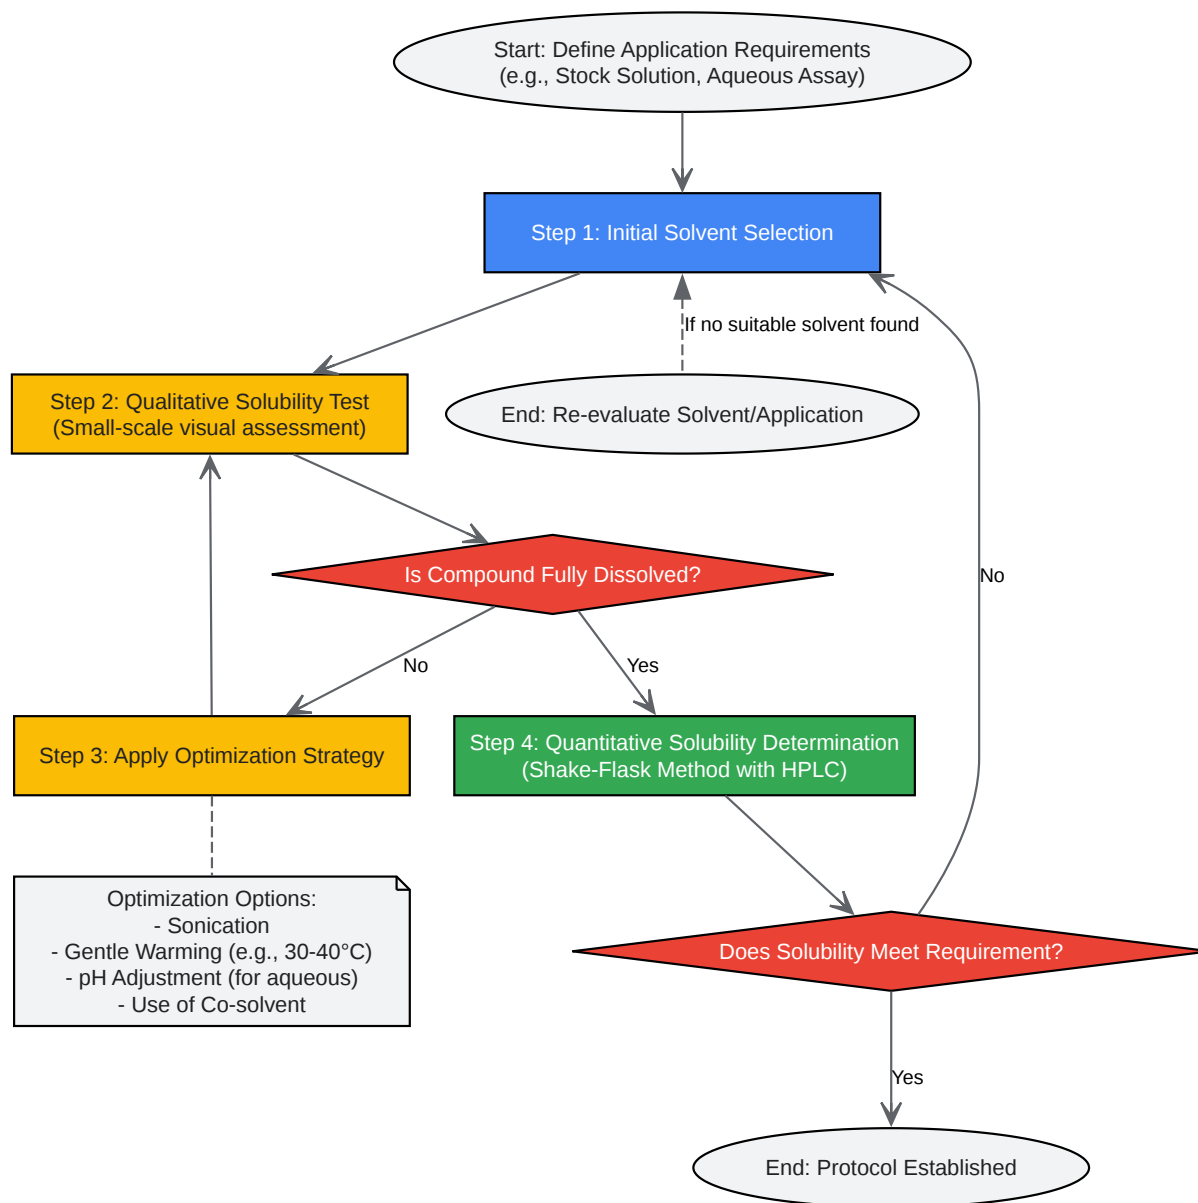 Start: Define Application Requirements
(e.g., Stock Solution, Aqueous Assay)
Step 1: Initial Solvent Selection
If no suitable solvent found
Step 2: Qualitative Solubility Test
(Small-scale visual assessment)
End: Re-evaluate Solvent/Application
Is Compound Fully Dissolved?
No
No
Yes
Step 3: Apply Optimization Strategy
Step 4: Quantitative Solubility Determination
(Shake-Flask Method with HPLC)
Optimization Options:
- Sonication
- Gentle Warming (e.g., 30-40°C)
- pH Adjustment (for aqueous)
- Use of Co-solvent
Does Solubility Meet Requirement?
Yes
End: Protocol Established